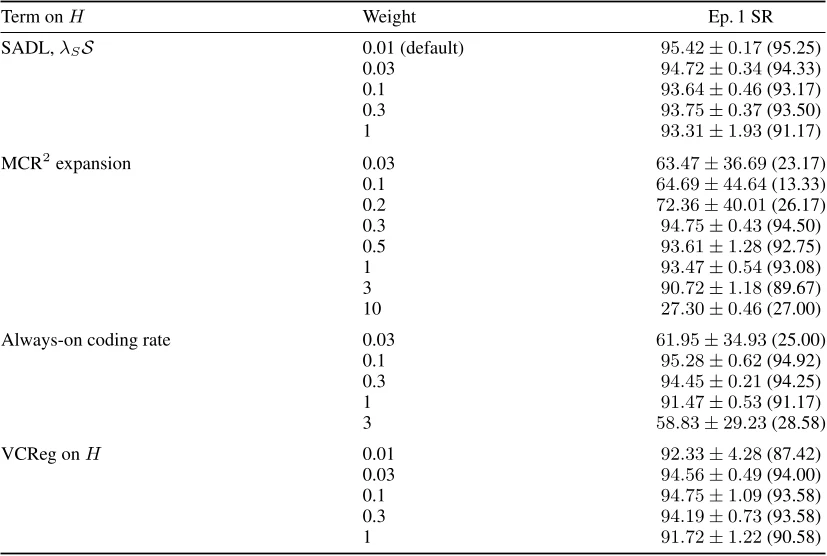 Term on H Weight Ep. 1 SR
SADL, λ_S S 0.01 (default) 95.42 ± 0.17 (95.25)
0.03 94.72 ± 0.34 (94.33)
0.1 93.64 ± 0.46 (93.17)
0.3 93.75 ± 0.37 (93.50)
1 93.31 ± 1.93 (91.17)
MCR² expansion 0.03 63.47 ± 36.69 (23.17)
0.1 64.69 ± 44.64 (13.33)
0.2 72.36 ± 40.01 (26.17)
0.3 94.75 ± 0.43 (94.50)
0.5 93.61 ± 1.28 (92.75)
1 93.47 ± 0.54 (93.08)
3 90.72 ± 1.18 (89.67)
10 27.30 ± 0.46 (27.00)
Always-on coding rate 0.03 61.95 ± 34.93 (25.00)
0.1 95.28 ± 0.62 (94.92)
0.3 94.45 ± 0.21 (94.25)
1 91.47 ± 0.53 (91.17)
3 58.83 ± 29.23 (28.58)
VCReg on H 0.01 92.33 ± 4.28 (87.42)
0.03 94.56 ± 0.49 (94.00)
0.1 94.75 ± 1.09 (93.58)
0.3 94.19 ± 0.73 (93.58)
1 91.72 ± 1.22 (90.58)